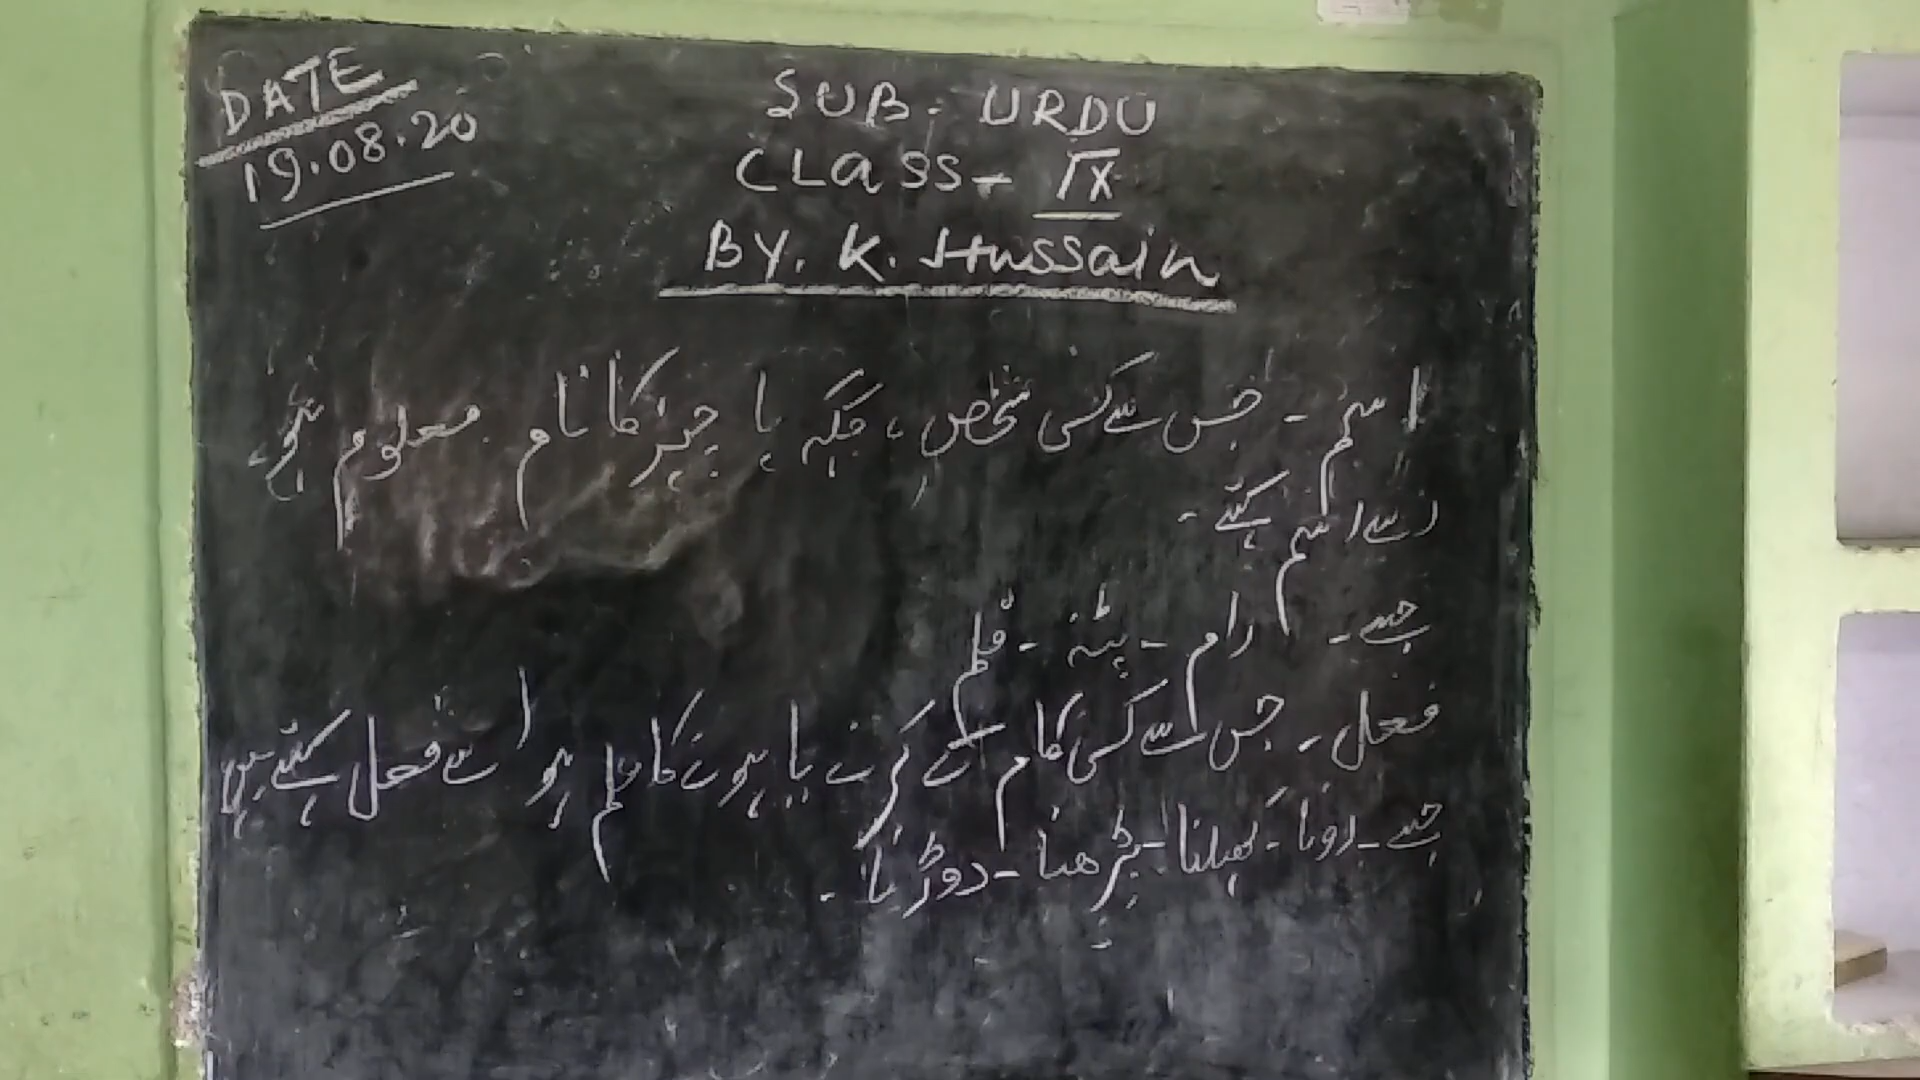 DATE
19.08.20
SUB. URDU
CLASS - IX
BY. K. Hussain
اسم - جس سے کسی شخص، جگہ یا چیز کا نام معلوم ہو،
اسے اسم کہتے -
جیسے - رام - پٹنہ - قلم
فعل - جس سے کسی کام کے کرنے یا ہونے کا علم ہو اسے فعل کہتے ہیں
جیسے - رونا - کھیلنا - پڑھنا - دوڑنا -